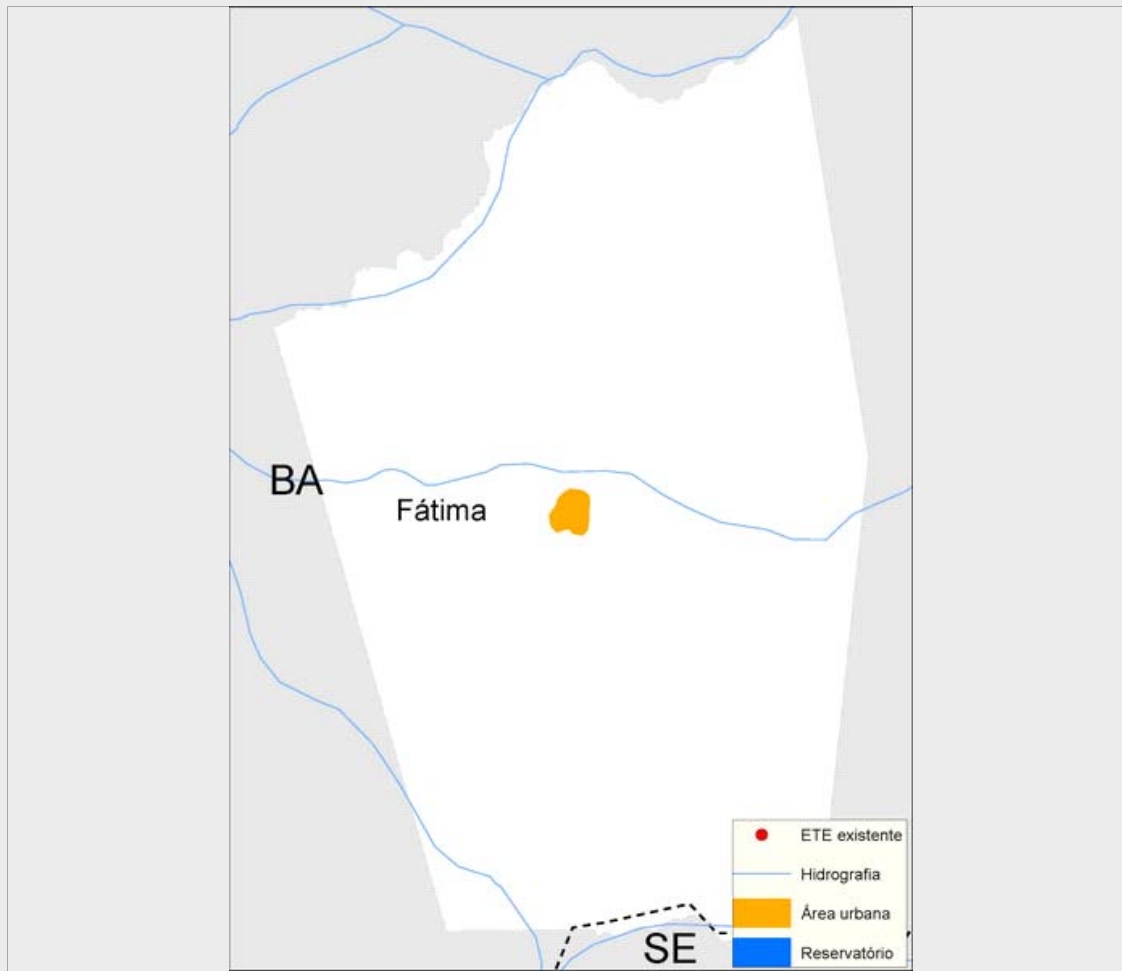 BA
Fátima
ETE existente
Hidrografia
Área urbana
Reservatório
SE